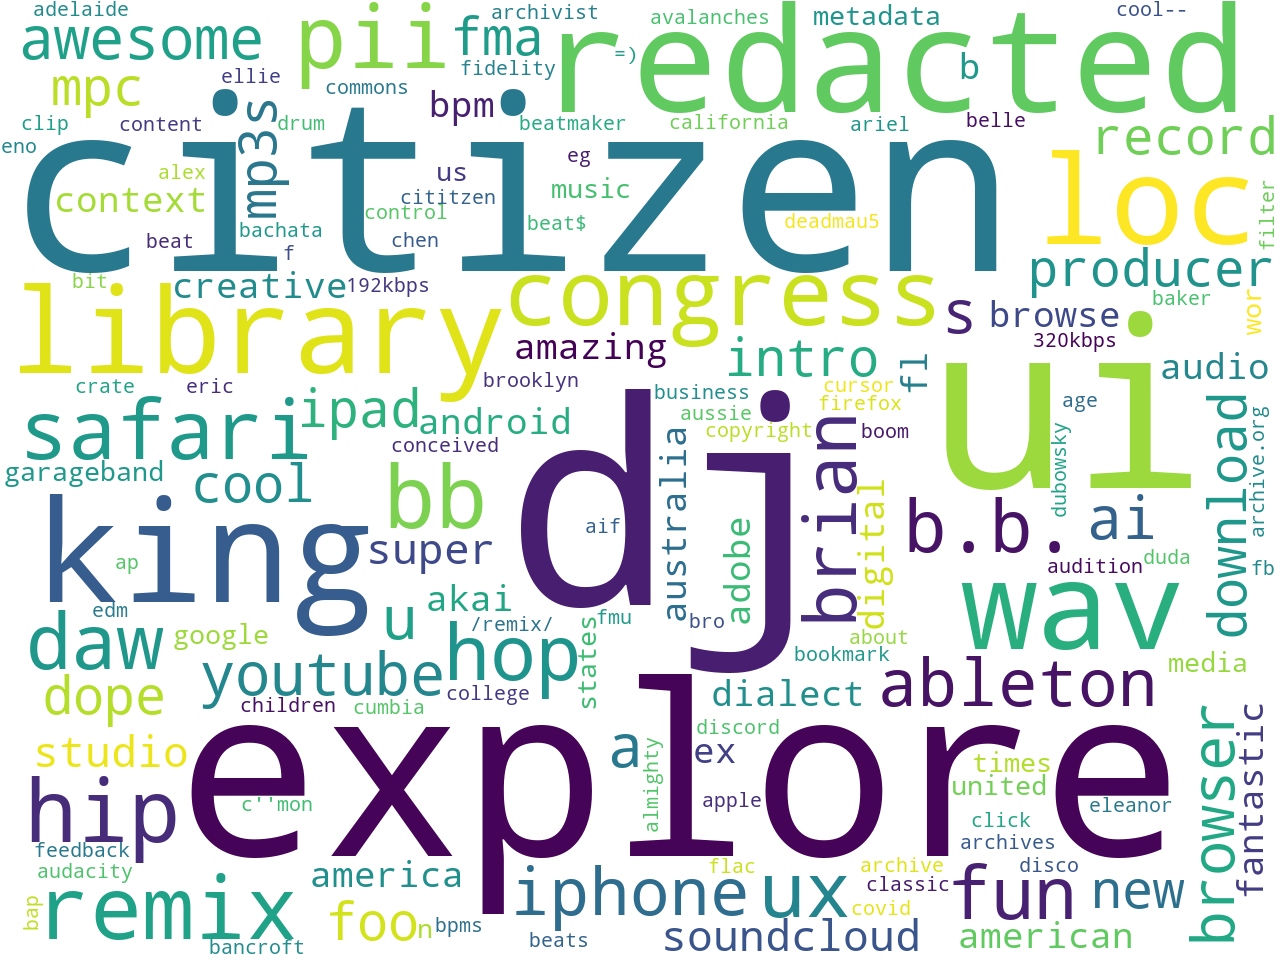 adelaide
archivist
avalanches
metadata
cool--
awesome
pii
fma
redacted
=)
fidelity
b
mpc
ellie
commons
bpm
clip
content
drum
beatmaker
california
ariel
belle
record
eno
mp3s
citizen
eg
loc
alex
us
context
control
cititzen
music
filter
bachata
beat$
deadmau5
beat
f
chen
bit
creative
192kbps
congress
producer
baker
library
s
browse
wor
amazing
intro
320kbps
fl
audio
crate
eric
brooklyn
business
cursor
ui
safari
ipad
android
aussie
firefox
age
conceived
copyright
boom
download
archive.org
garageband
cool
bb
dj
australia
brian
digital
dubowsky
king
super
aif
adobe
b.b.
ai
ap
audition
duda
fb
edm
akai
wav
daw
google
u
/remix/
hop
fmu
states
bro
about
youtube
bookmark
media
dope
children
college
cumbia
dialect
ableton
studio
explore
a
discord
ex
browser
fantastic
times
united
hip
c''mon
almighty
apple
eleanor
click
feedback
archives
audacity
america
flac
archive
disco
bap
remix
iphone
ux
classic
fun
new
foo
n
bpms
covid
bancroft
beats
soundcloud
american